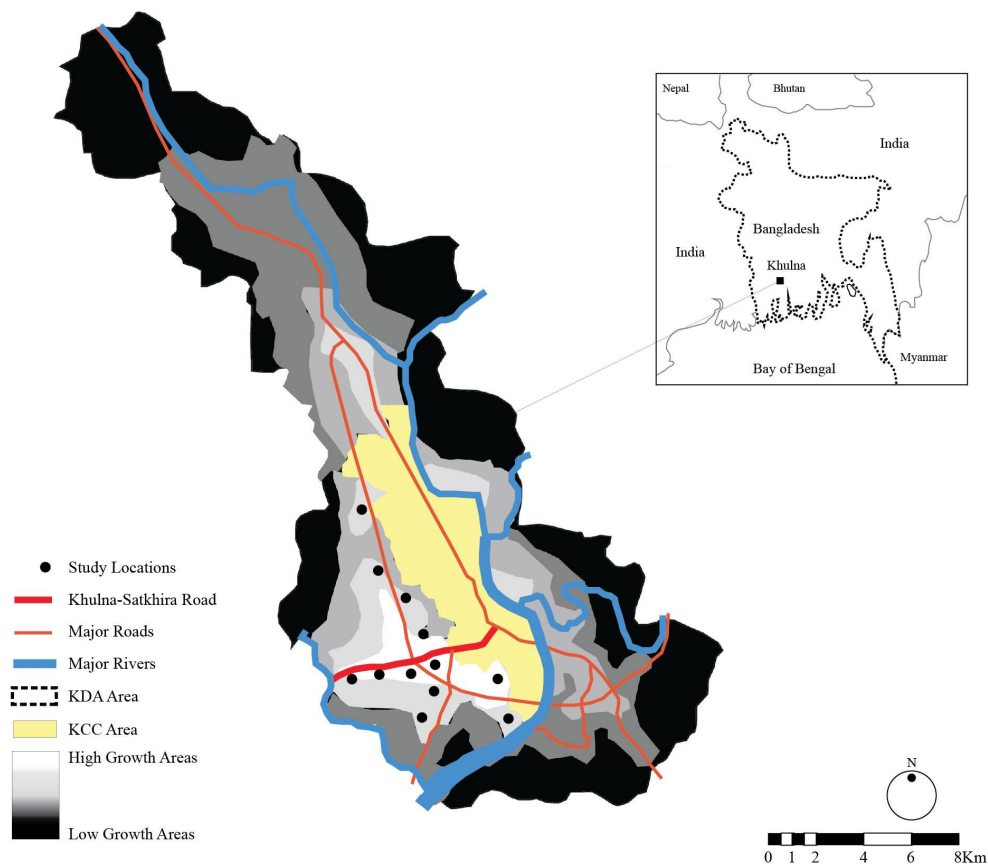 Nepal
Bhutan
India
Bangladesh
India
Khulna
Myanmar
Bay of Bengal
Study Locations
Khulna-Satkhira Road
Major Roads
Major Rivers
KDA Area
KCC Area
High Growth Areas
Low Growth Areas
N
0 1 2 4 6 8Km